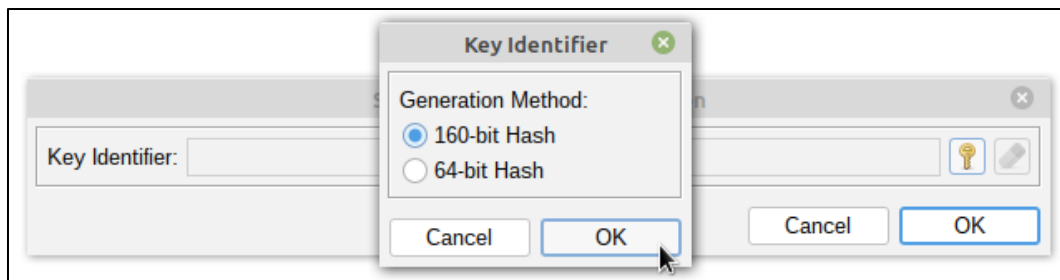 Key Identifier
Generation Method:
160-bit Hash
64-bit Hash
Cancel OK
Key Identifier:
Cancel OK